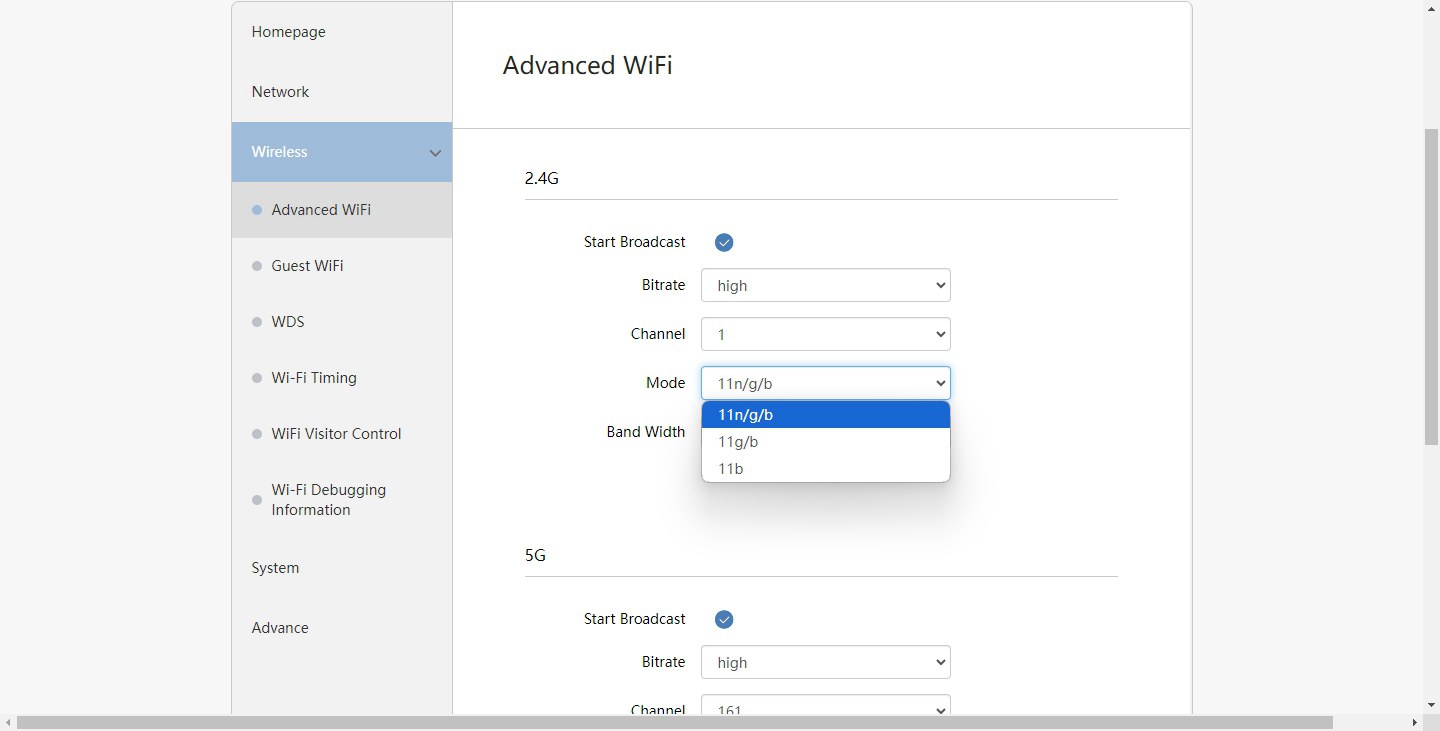 Homepage
Network
Wireless
Advanced WiFi
Guest WiFi
WDS
Wi-Fi Timing
WiFi Visitor Control
Wi-Fi Debugging
Information
System
Advance
Advanced WiFi
2.4G
Start Broadcast
Bitrate high
Channel 1
Mode 11n/g/b
11n/g/b
11g/b
11b
Band Width
5G
Start Broadcast
Bitrate high
Channel 161